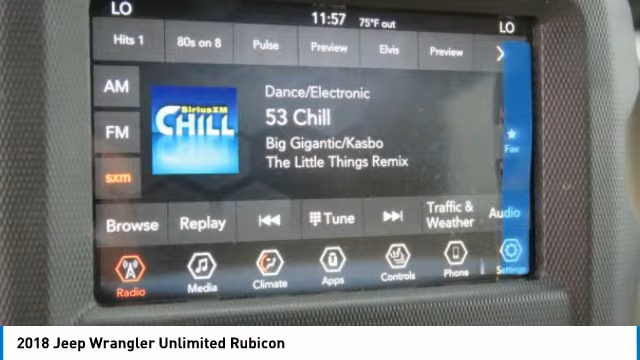 LO
11:57
75°F out
LO
Hits 1
80s on 8
Pulse
Preview
Elvis
Preview
AM
FM
sxm
SiriusXM
CHILL
Dance/Electronic
53 Chill
Big Gigantic/Kasbo
The Little Things Remix
Fav
Browse
Replay
Tune
Traffic &
Weather
Audio
Radio
Media
Climate
Apps
Controls
Phone
Settings
2018 Jeep Wrangler Unlimited Rubicon